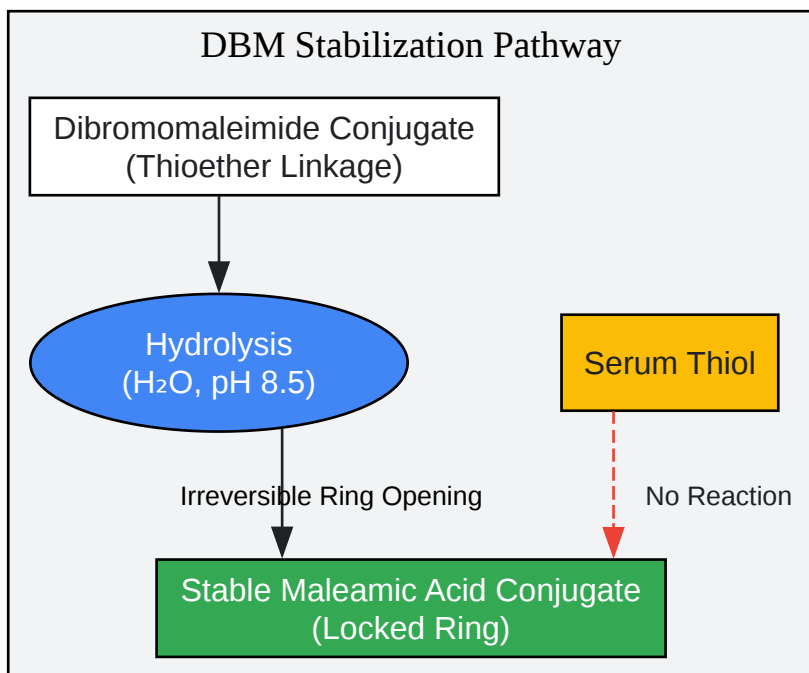 DBM Stabilization Pathway
Dibromomaleimide Conjugate
(Thioether Linkage)
Hydrolysis
(H₂O, pH 8.5)
Serum Thiol
Irreversible Ring Opening
No Reaction
Stable Maleamic Acid Conjugate
(Locked Ring)